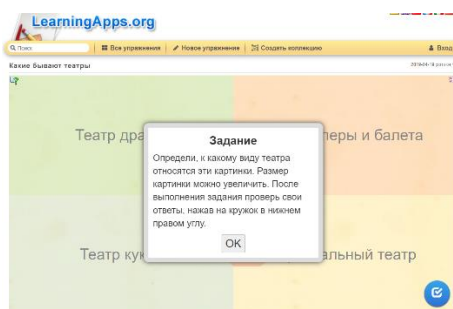 LearningApps.org
Поиск
Все упражнения
Новое упражнение
Создать коллекцию
Вход
Какие бывают театры
Театр дра
перы и балета
Задание
Определи, к какому виду театра
относятся эти картинки. Размер
картинки можно увеличить. После
выполнения задания проверь свои
ответы, нажав на кружок в нижнем
правом углу.
OK
Театр кук
альный театр